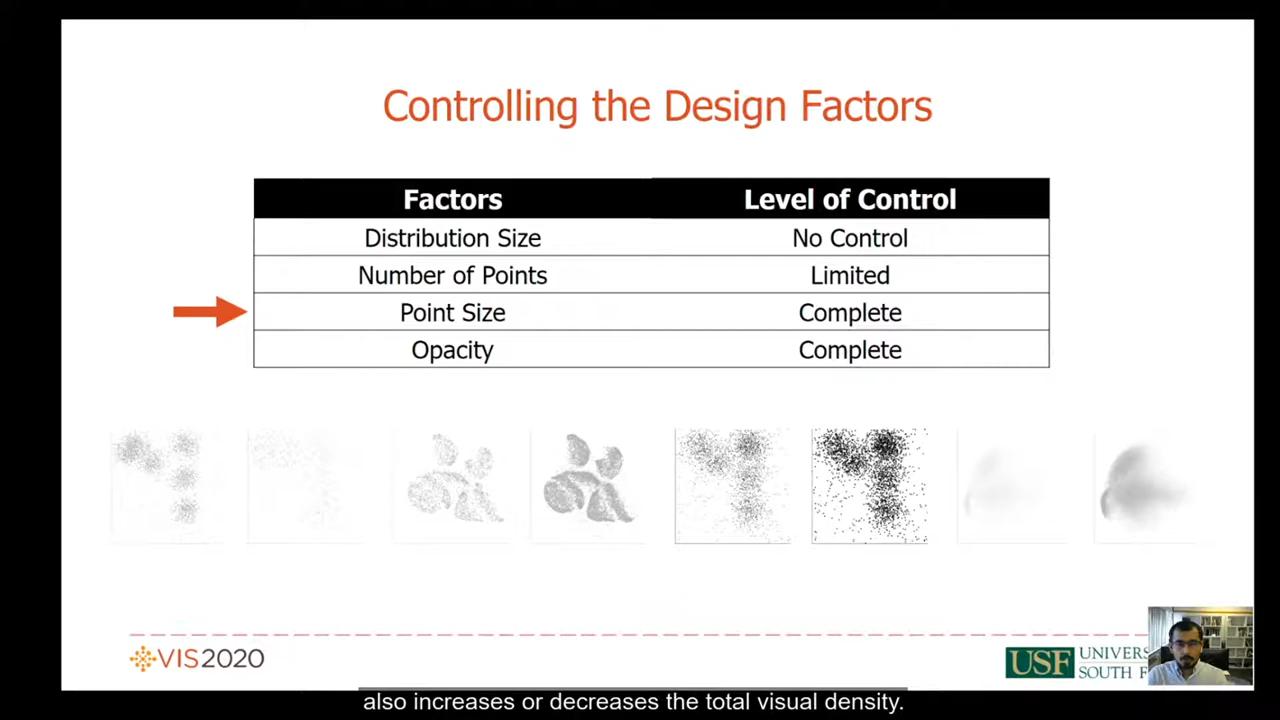 Controlling the Design Factors
Factors Level of Control
Distribution Size No Control
Number of Points Limited
Point Size Complete
Opacity Complete
VIS2020
USF
SOUTH
also increases or decreases the total visual density.